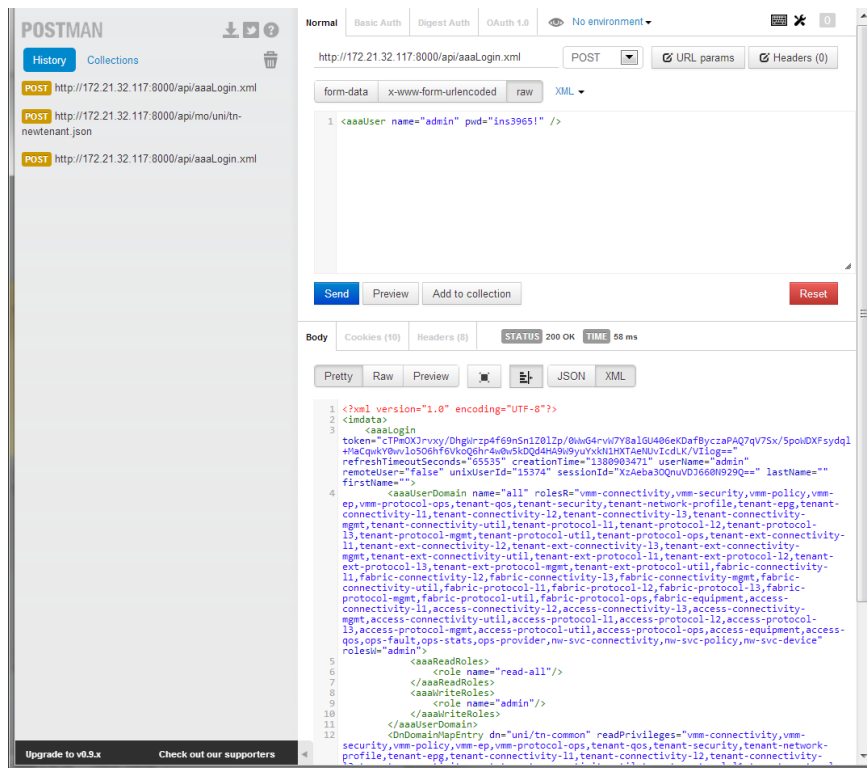 POSTMAN
History Collections
POST http://172.21.32.117:8000/api/aaaLogin.xml
POST http://172.21.32.117:8000/api/mo/uni/tn-
newtenant.json
POST http://172.21.32.117:8000/api/aaaLogin.xml
Upgrade to v0.9.x Check out our supporters
Normal Basic Auth Digest Auth OAuth 1.0 No environment 0
http://172.21.32.117:8000/api/aaaLogin.xml POST URL params Headers (0)
form-data x-www-form-urlencoded raw XML
1 <aaaUser name="admin" pwd="ins3965!" />
Send Preview Add to collection Reset
Body Cookies (10) Headers (8) STATUS 200 OK TIME 58 ms
Pretty Raw Preview JSON XML
1 <?xml version="1.0" encoding="UTF-8"?>
2 <imdata>
3 <aaaLogin
token="cTPmOXJrvxy/DhgWrzp4f69nSn1Z0lZp/0WwG4rvW7Y8alGU406eKDafByczaPAQ7qV7Sx/5poWDXFsydql
+MaCqwkY0wvlo5O6hf6VkoQ6hr4w0w5kDQd4HA9W9yuYxkN1HXTAeNUvIcdLK/VIiog=="
refreshTimeoutSeconds="65535" creationTime="1380903471" userName="admin"
remoteUser="false" unixUserId="15374" sessionId="XzAeba3OQnuVDJ660N929Q==" lastName=""
firstName="">
4 <aaaUserDomain name="all" rolesR="vmm-connectivity,vmm-security,vmm-policy,vmm-
ep,vmm-protocol-ops,tenant-qos,tenant-security,tenant-network-profile,tenant-epg,tenant-
connectivity-l1,tenant-connectivity-l2,tenant-connectivity-l3,tenant-connectivity-
mgmt,tenant-connectivity-util,tenant-protocol-l1,tenant-protocol-l2,tenant-protocol-
l3,tenant-protocol-mgmt,tenant-protocol-util,tenant-protocol-ops,tenant-ext-connectivity-
l1,tenant-ext-connectivity-l2,tenant-ext-connectivity-l3,tenant-ext-connectivity-
mgmt,tenant-ext-connectivity-util,tenant-ext-protocol-l1,tenant-ext-protocol-l2,tenant-
ext-protocol-l3,tenant-ext-protocol-mgmt,tenant-ext-protocol-util,fabric-connectivity-
l1,fabric-connectivity-l2,fabric-connectivity-l3,fabric-connectivity-mgmt,fabric-
connectivity-util,fabric-protocol-l1,fabric-protocol-l2,fabric-protocol-l3,fabric-
protocol-mgmt,fabric-protocol-util,fabric-protocol-ops,fabric-equipment,access-
connectivity-l1,access-connectivity-l2,access-connectivity-l3,access-connectivity-
mgmt,access-connectivity-util,access-protocol-l1,access-protocol-l2,access-protocol-
l3,access-protocol-mgmt,access-protocol-util,access-protocol-ops,access-equipment,access-
qos,ops-fault,ops-stats,ops-provider,nw-svc-connectivity,nw-svc-policy,nw-svc-device"
rolesW="admin">
5 <aaaReadRoles>
6 <role name="read-all"/>
7 </aaaReadRoles>
8 <aaaWriteRoles>
9 <role name="admin"/>
10 </aaaWriteRoles>
11 </aaaUserDomain>
12 <DnDomainMapEntry dn="uni/tn-common" readPrivileges="vmm-connectivity,vmm-
security,vmm-policy,vmm-ep,vmm-protocol-ops,tenant-qos,tenant-security,tenant-network-
profile,tenant-epg,tenant-connectivity-l1,tenant-connectivity-